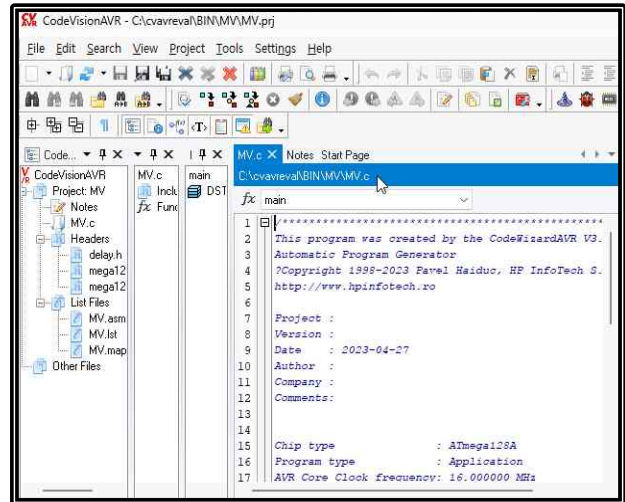 CodeVisionAVR - C:\cvavreval\BIN\MV\MV.prj
File Edit Search View Project Tools Settings Help
Code...
MV.c × Notes Start Page
CodeVisionAVR
MV.c
main
C:\cvavreval\BIN\MV\MV.c
Project: MV
Inclu
DST
Notes
fx Func
fx main
MV.c
Headers
delay.h
mega12
mega12
List Files
MV.asm
MV.lst
MV.map
Other Files
1 /*************************************************
2 This program was created by the CodeWizardAVR V3.
3 Automatic Program Generator
4 ?Copyright 1998-2023 Pavel Haiduc, HP InfoTech S.
5 http://www.hpinfotech.ro
6
7 Project :
8 Version :
9 Date : 2023-04-27
10 Author :
11 Company :
12 Comments:
13
14
15 Chip type : ATmega128A
16 Program type : Application
17 AVR Core Clock frequency: 16.000000 MHz